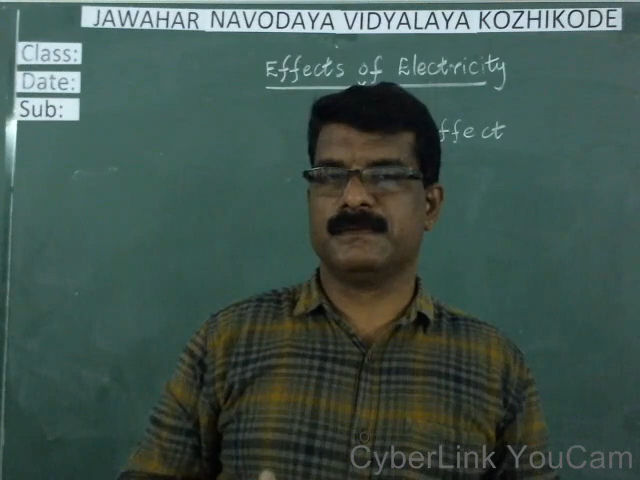 JAWAHAR NAVODAYA VIDYALAYA KOZHIKODE
Class:
Date:
Sub:
Effects of Electricity
CyberLink YouCam